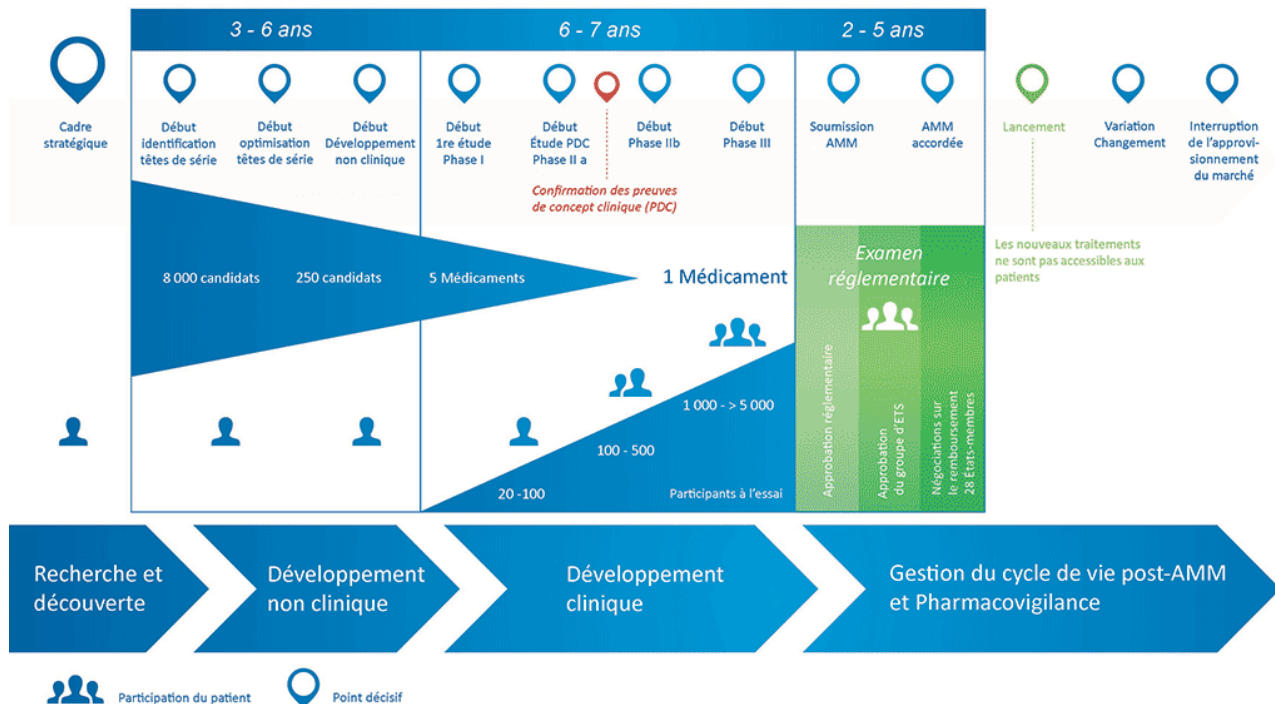 3 - 6 ans
6 - 7 ans
2 - 5 ans
Cadre
stratégique
Début
identification
têtes de série
Début
optimisation
têtes de série
Début
Développement
non clinique
Début
1re étude
Phase I
Début
Étude PDC
Phase II a
Début
Phase IIb
Début
Phase III
Soumission
AMM
AMM
accordée
Lancement
Variation
Changement
Interruption
de l'approvi-
sionnement
du marché
Confirmation des preuves
de concept clinique (PDC)
8 000 candidats
250 candidats
5 Médicaments
1 Médicament
Examen
réglementaire
Les nouveaux traitements
ne sont pas accessibles aux
patients
20 -100
100 - 500
1 000 - > 5 000
Participants à l'essai
Approbation réglementaire
Approbation
du groupe d'ETS
Négociations sur
le remboursement
28 États-membres
Recherche et
découverte
Développement
non clinique
Développement
clinique
Gestion du cycle de vie post-AMM
et Pharmacovigilance
Participation du patient
Point décisif